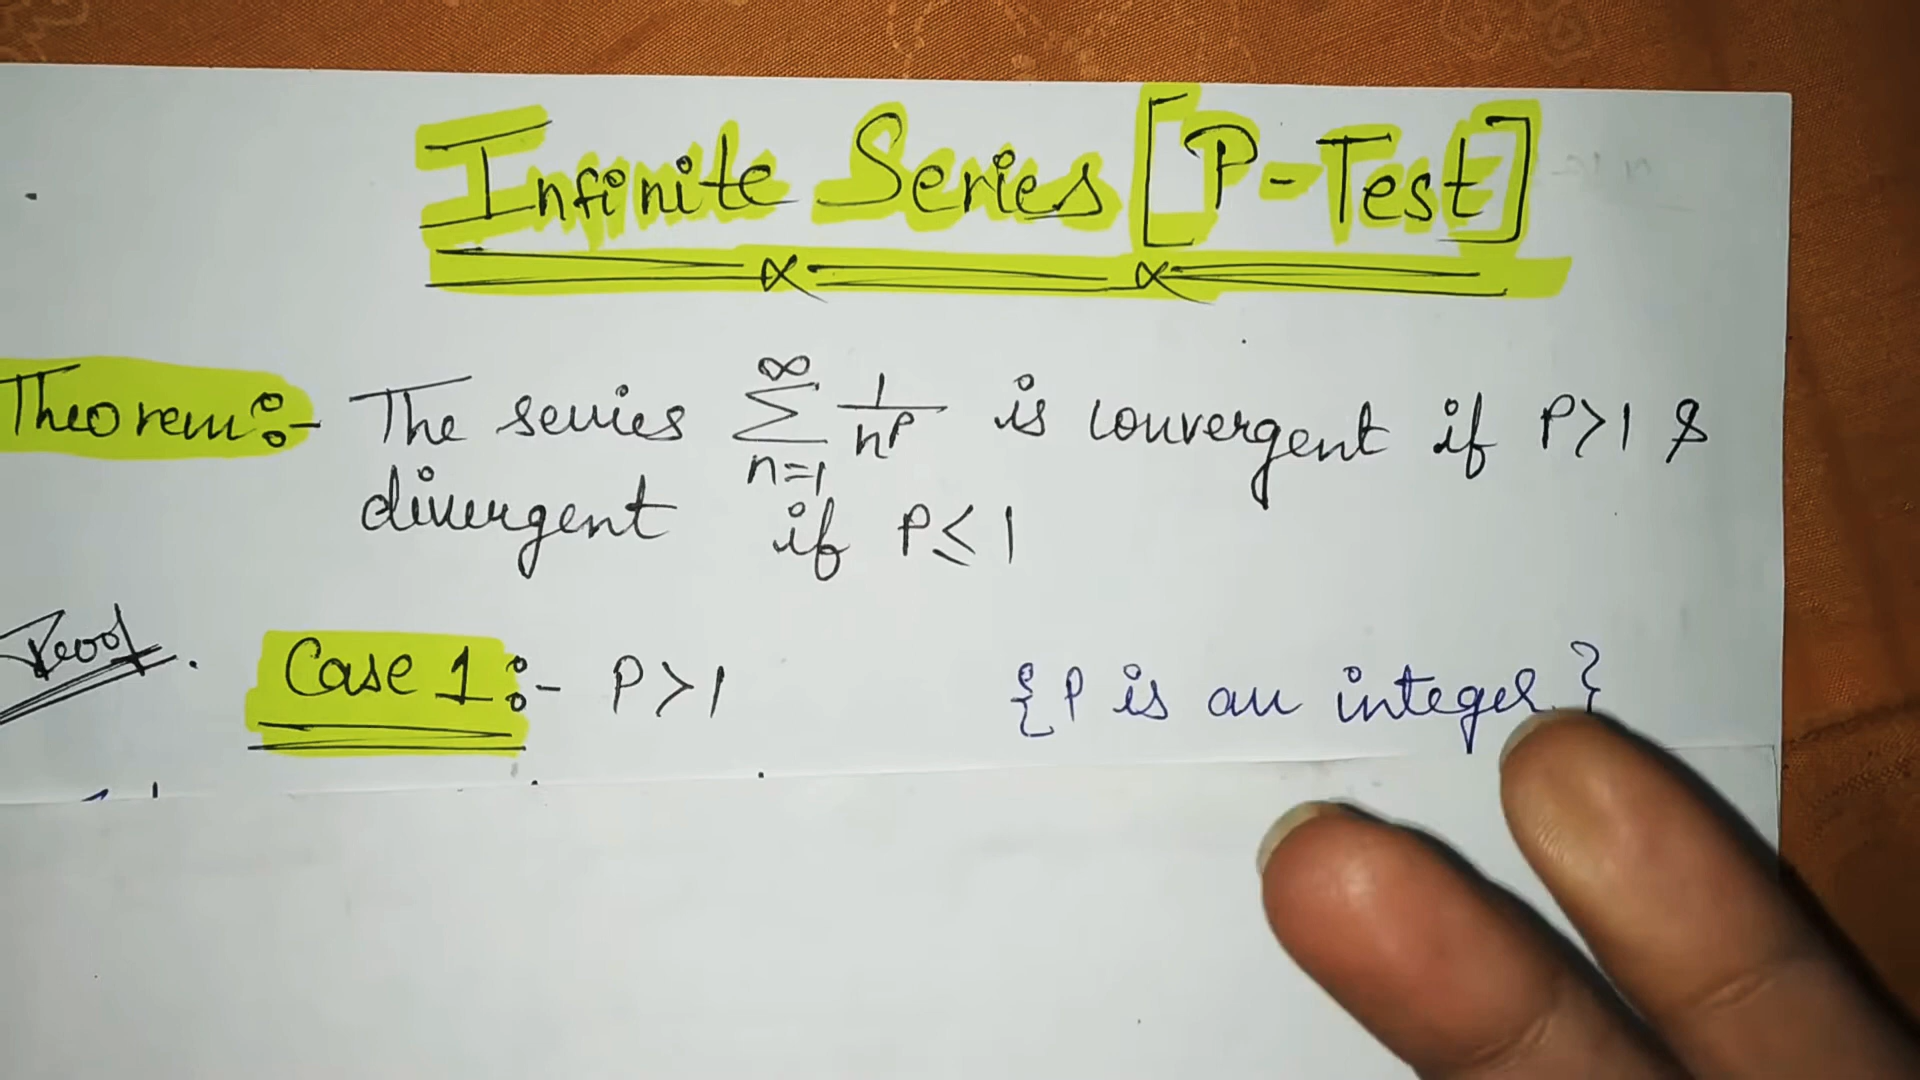 Infinite Series [P-Test]
Theorem:- The series ∞∑n=1 1/n^p is convergent if P>1 &
divergent if P≤1
Proof. Case 1:- P>1 {P is an integer}